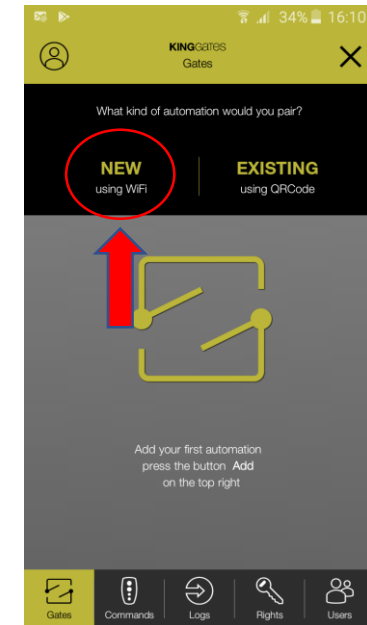 34% 16:10
KINGGates
Gates
What kind of automation would you pair?
NEW
using WiFi
EXISTING
using QRCode
Add your first automation
press the button Add
on the top right
Gates
Commands
Logs
Rights
Users